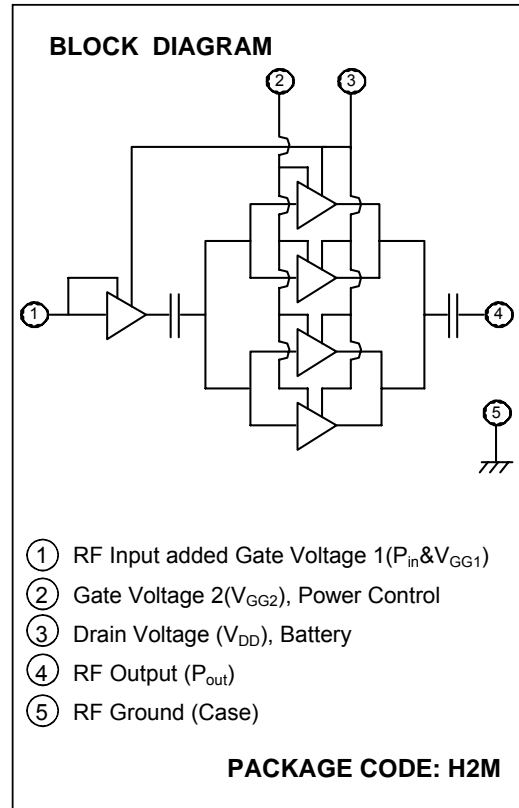 BLOCK DIAGRAM
2 3
1
4
5
1 RF Input added Gate Voltage 1(Pin&VGG1)
2 Gate Voltage 2(VGG2), Power Control
3 Drain Voltage (VDD), Battery
4 RF Output (Pout)
5 RF Ground (Case)
PACKAGE CODE: H2M